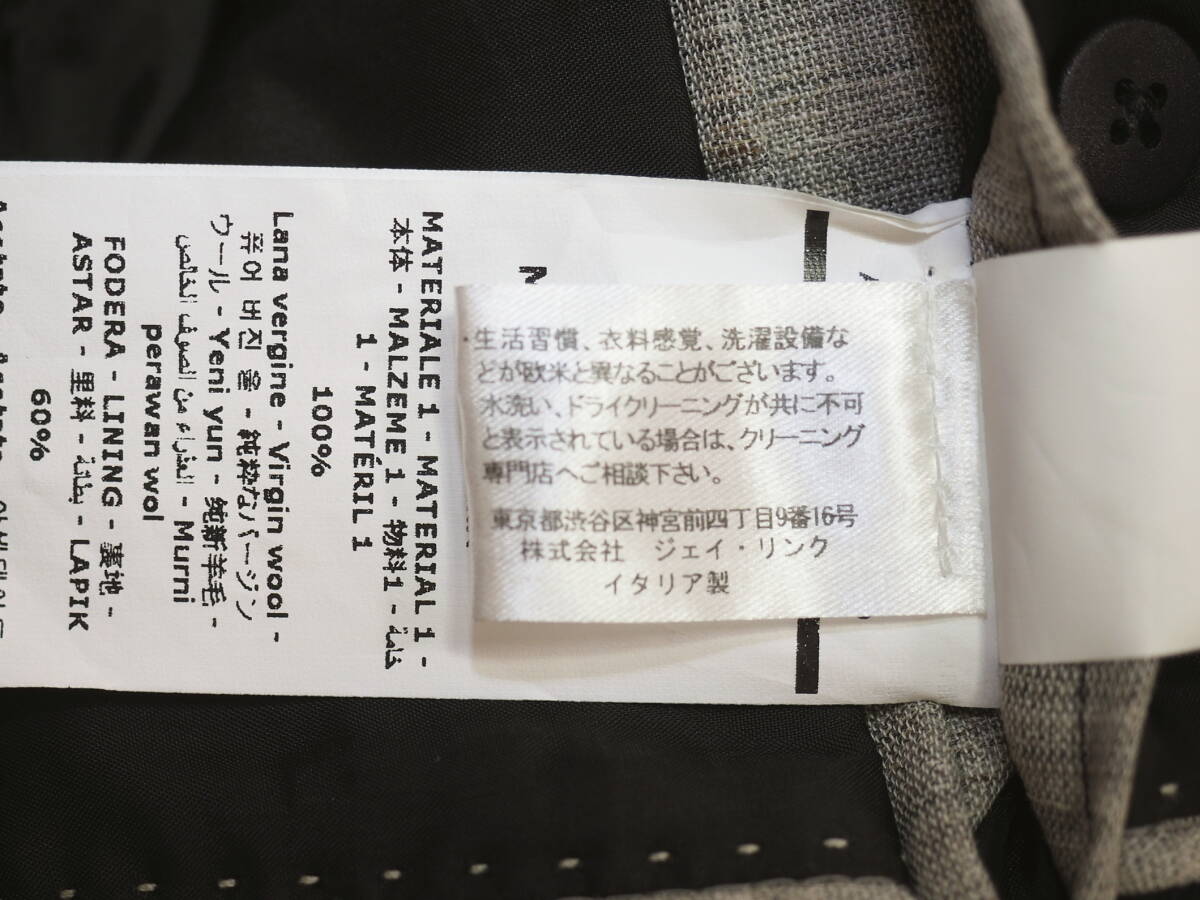 ・生活習慣、衣料感覚、洗濯設備な
どが欧米と異なることがございます。
水洗い、ドライクリーニングが共に不可
と表示されている場合は、クリーニング
専門店へご相談下さい。
東京都渋谷区神宮前四丁目9番16号
株式会社 ジェイ・リンク
イタリア製
MATERIALE 1 - MATERIAL 1 -
本体 - MALZEME 1 - 物料1 - خامة
1 - MATÉRIL 1
100%
Lana vergine - Virgin wool -
퓨어 버진 울 - 純粋なバージン
ウール - Yeni yun - 纯新羊毛 -
العذراء من الصوف الخالص - Murni
perawan wol
FODERA - LINING - 裏地 -
ASTAR - 里料 - بطانة - LAPIK
60%